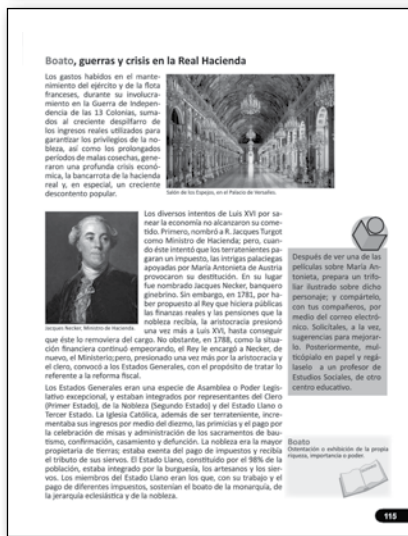 Boato, guerras y crisis en la Real Hacienda
Los gastos habidos en el mante-
nimiento del ejército y de la flota
franceses, durante su involucra-
miento en la Guerra de Indepen-
dencia de las 13 Colonias, suma-
dos al creciente despilfarro de
los ingresos reales utilizados para
garantizar los privilegios de la no-
bleza, así como los prolongados
períodos de malas cosechas, gene-
raron una profunda crisis econó-
mica, la bancarrota de la hacienda
real y, en especial, un creciente
descontento popular.
Salón de los Espejos, en el Palacio de Versalles.
Los diversos intentos de Luis XVI por sa-
near la economía no alcanzaron su come-
tido. Primero, nombró a R. Jacques Turgot
como Ministro de Hacienda; pero, cuan-
do éste intentó que los terratenientes pa-
garan un impuesto, las intrigas palaciegas
apoyadas por María Antonieta de Austria
provocaron su destitución. En su lugar
fue nombrado Jacques Necker, banquero
ginebrino. Sin embargo, en 1781, por ha-
ber propuesto al Rey que hiciera públicas
las finanzas reales y las pensiones que la
nobleza recibía, la aristocracia presionó
una vez más a Luis XVI, hasta conseguir
Jacques Necker, Ministro de Hacienda.
que éste lo removiera del cargo. No obstante, en 1788, como la situa-
ción financiera continuó empeorando, el Rey le encargó a Necker, de
nuevo, el Ministerio; pero, presionado una vez más por la aristocracia y
el clero, convocó a los Estados Generales, con el propósito de tratar lo
referente a la reforma fiscal.
Los Estados Generales eran una especie de Asamblea o Poder Legis-
lativo excepcional, y estaban integrados por representantes del Clero
(Primer Estado), de la Nobleza (Segundo Estado) y del Estado Llano o
Tercer Estado. La Iglesia Católica, además de ser terrateniente, incre-
mentaba sus ingresos por medio del diezmo, las primicias y el pago por
la celebración de misas y administración de los sacramentos de bau-
tismo, confirmación, casamiento y defunción. La nobleza era la mayor
propietaria de tierras; estaba exenta del pago de impuestos y recibía
el tributo de sus siervos. El Estado Llano, constituido por el 98% de la
población, estaba integrado por la burguesía, los artesanos y los sier-
vos. Los miembros del Estado Llano eran los que, con su trabajo y el
pago de diferentes impuestos, sostenían el boato de la monarquía, de
la jerarquía eclesiástica y de la nobleza.
Después de ver una de las
películas sobre María An-
tonieta, prepara un trifo-
liar ilustrado sobre dicho
personaje; y compártelo,
con tus compañeros, por
medio del correo electró-
nico. Solicítales, a la vez,
sugerencias para mejorar-
lo. Posteriormente, mul-
ticópialo en papel y regá-
laselo a un profesor de
Estudios Sociales, de otro
centro educativo.
Boato
Ostentación o exhibición de la propia
riqueza, importancia o poder.
115